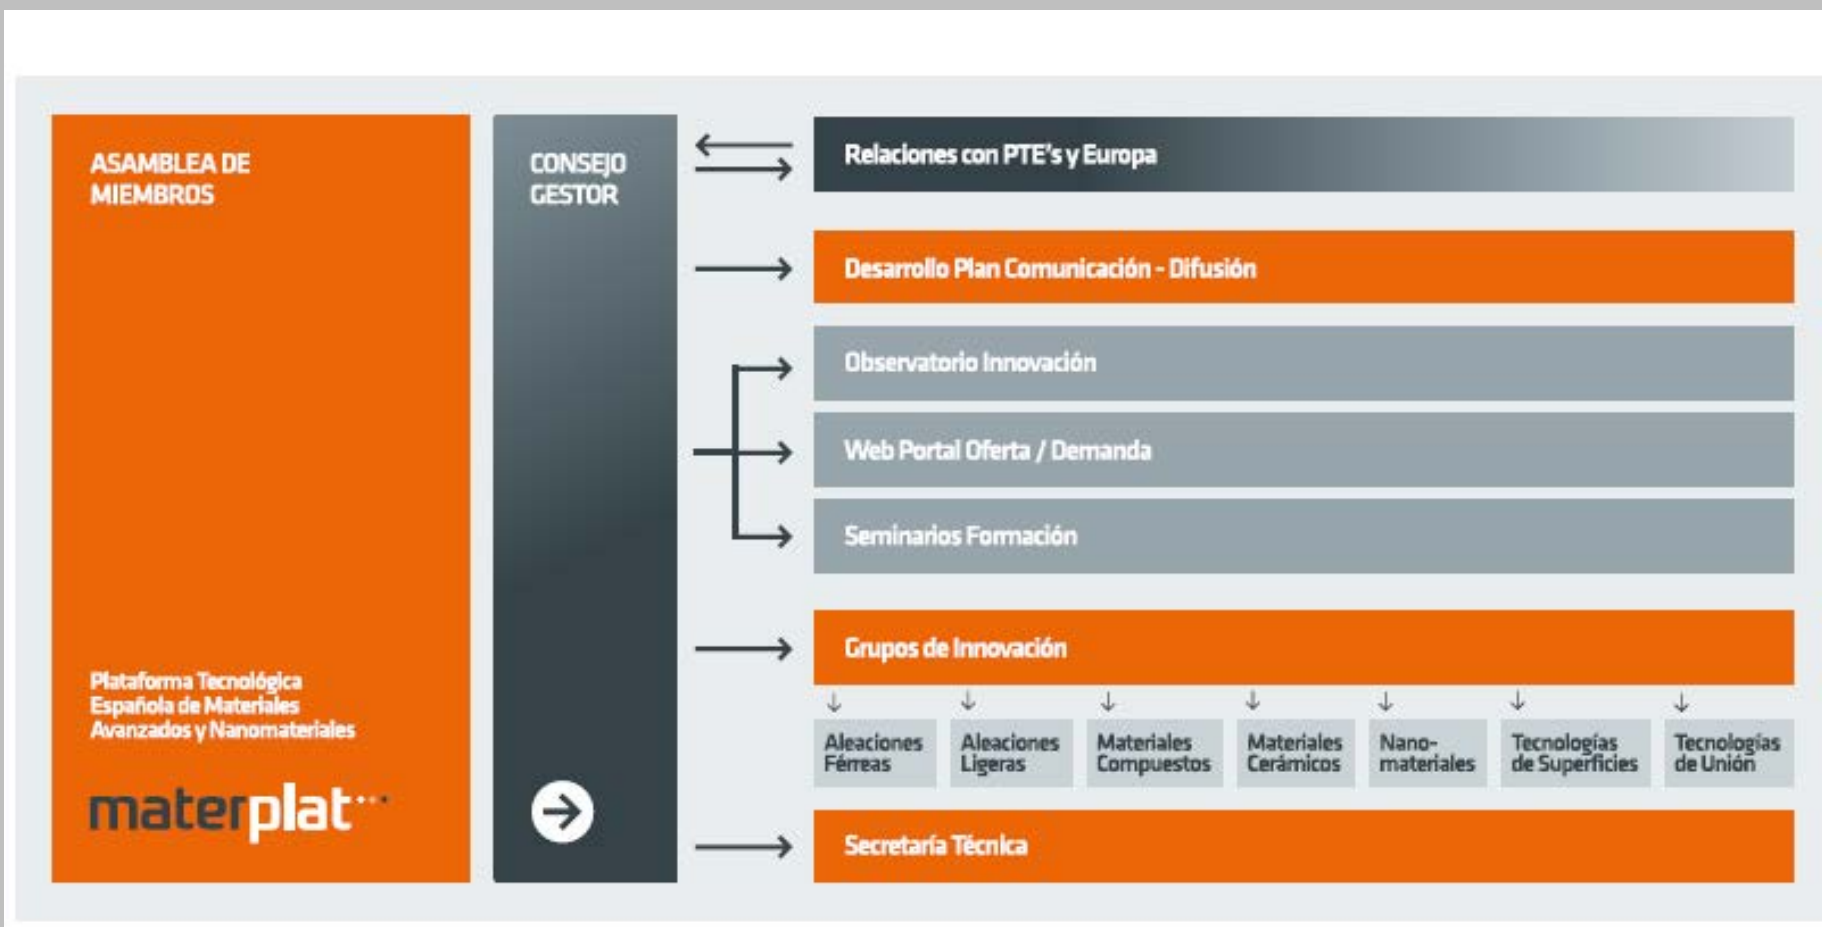 ASAMBLEA DE
MIEMBROS
Plataforma Tecnológica
Española de Materiales
Avanzados y Nanomateriales
materplat
CONSEJO
GESTOR
Relaciones con PTE's y Europa
Desarrollo Plan Comunicación - Difusión
Observatorio Innovación
Web Portal Oferta / Demanda
Seminarios Formación
Grupos de Innovación
Aleaciones
Férreas
Aleaciones
Ligeras
Materiales
Compuestos
Materiales
Cerámicos
Nano-
materiales
Tecnologías
de Superficies
Tecnologías
de Unión
Secretaría Técnica